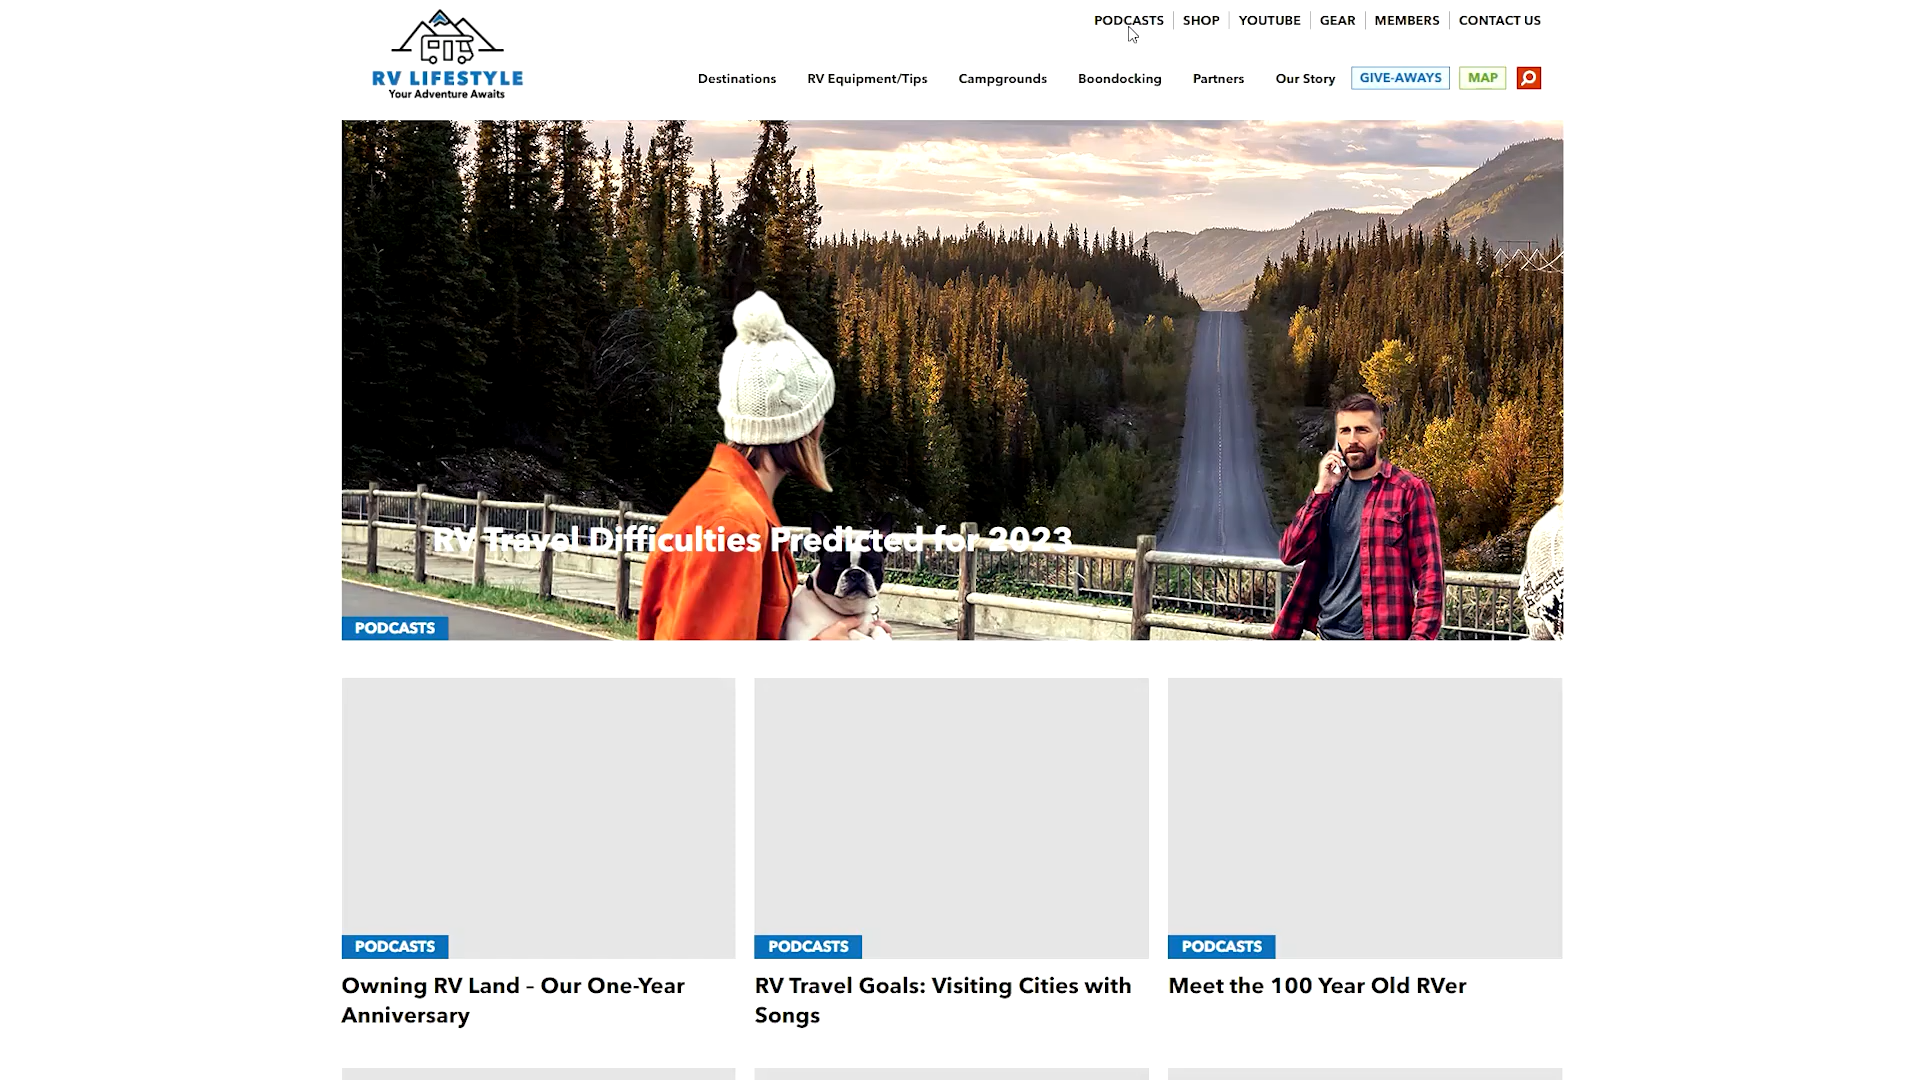 PODCASTS
SHOP
YOUTUBE
GEAR
MEMBERS
CONTACT US
RV LIFESTYLE
Your Adventure Awaits
Destinations
RV Equipment/Tips
Campgrounds
Boondocking
Partners
Our Story
GIVE-AWAYS
MAP
RV Travel Difficulties Predicted for 2023
PODCASTS
PODCASTS
Owning RV Land – Our One-Year
Anniversary
PODCASTS
RV Travel Goals: Visiting Cities with
Songs
PODCASTS
Meet the 100 Year Old RVer